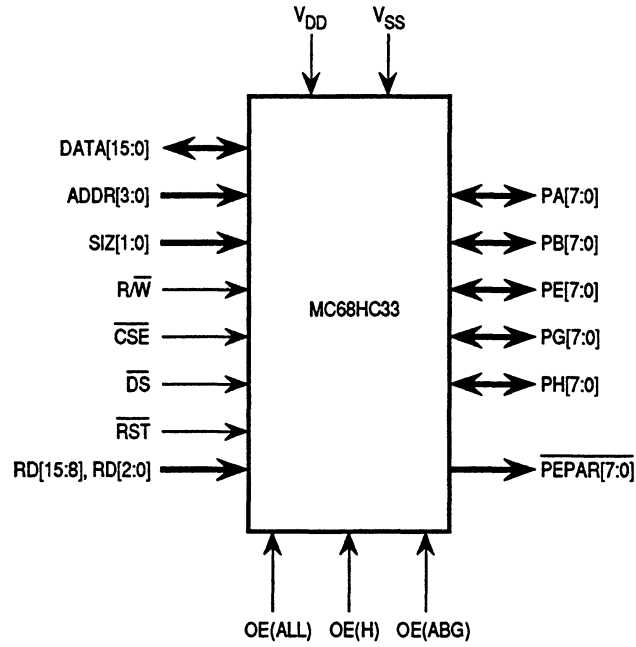 V_DD V_SS
DATA[15:0]
ADDR[3:0] PA[7:0]
SIZ[1:0] PB[7:0]
R/W̅ PE[7:0]
MC68HC33
C̅S̅E̅ PG[7:0]
D̅S̅ PH[7:0]
R̅S̅T̅
RD[15:8], RD[2:0] P̅E̅P̅A̅R̅[̅7̅:̅0̅]̅
OE(ALL) OE(H) OE(ABG)